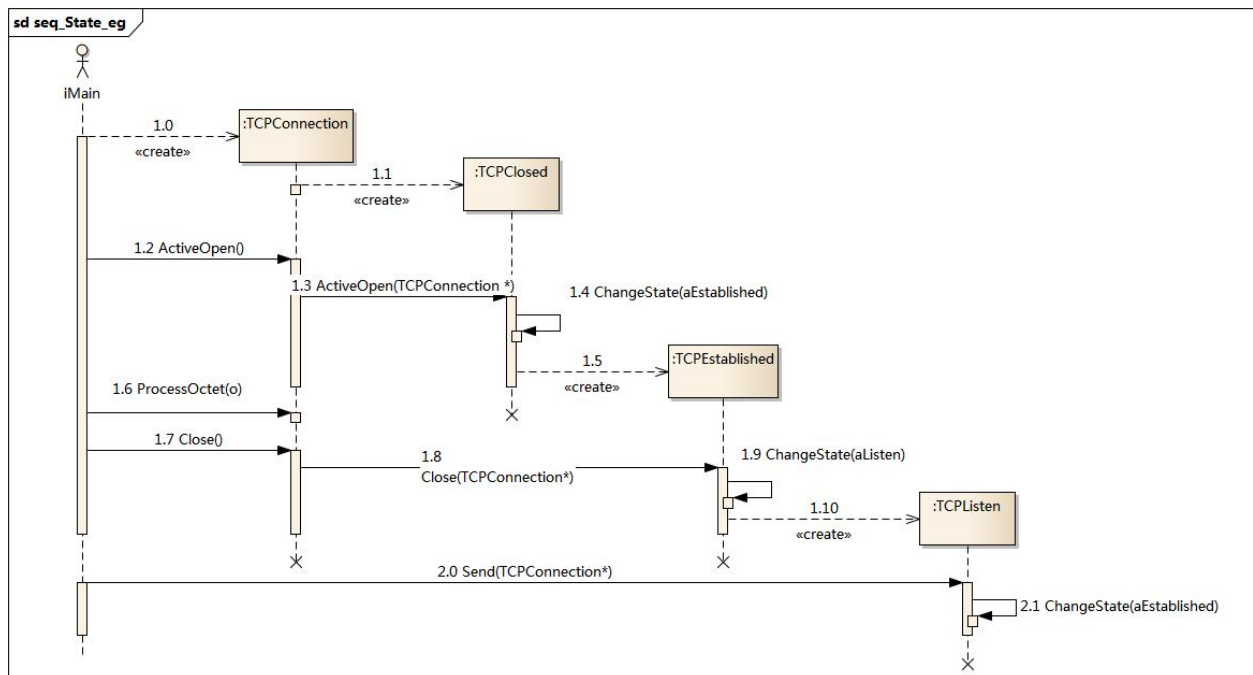 sd seq_State_eg
iMain
1.0
«create»
:TCPConnection
1.1
«create»
:TCPClosed
1.2 ActiveOpen()
1.3 ActiveOpen(TCPConnection *)
1.4 ChangeState(aEstablished)
1.5
«create»
:TCPEstablished
1.6 ProcessOctet(o)
1.7 Close()
1.8
Close(TCPConnection*)
1.9 ChangeState(aListen)
1.10
«create»
:TCPListen
2.0 Send(TCPConnection*)
2.1 ChangeState(aEstablished)